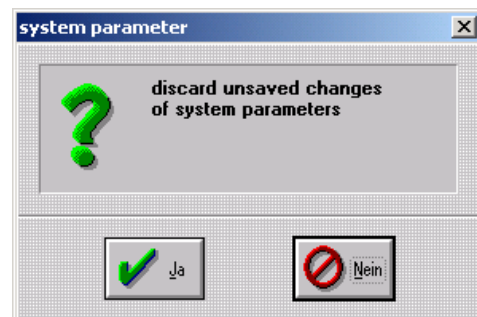 system parameter
discard unsaved changes
of system parameters
Ja
Nein